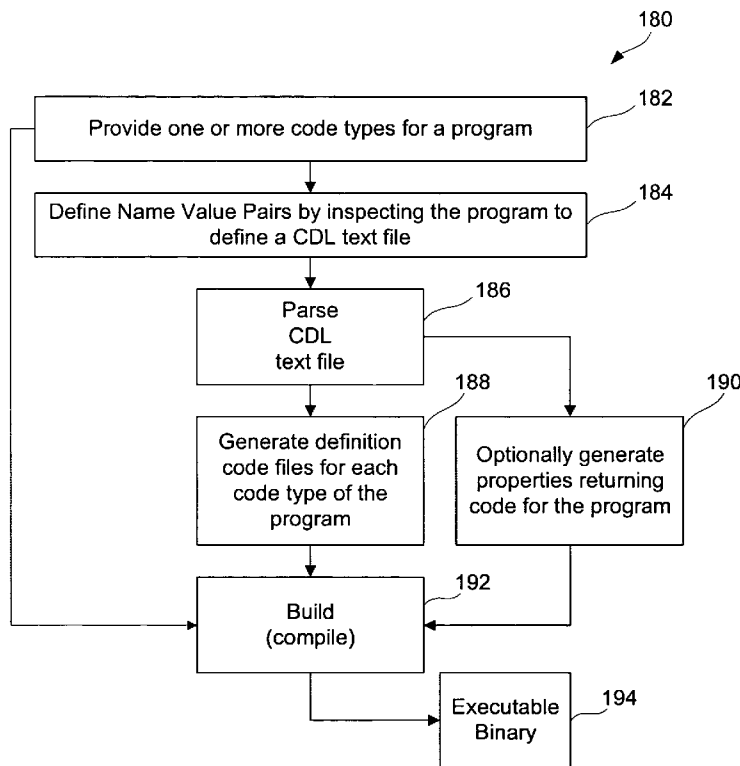 180
182
Provide one or more code types for a program
184
Define Name Value Pairs by inspecting the program to
define a CDL text file
186
Parse
CDL
text file
188
190
Generate definition
code files for each
code type of the
program
Optionally generate
properties returning
code for the program
192
Build
(compile)
Executable
Binary
194